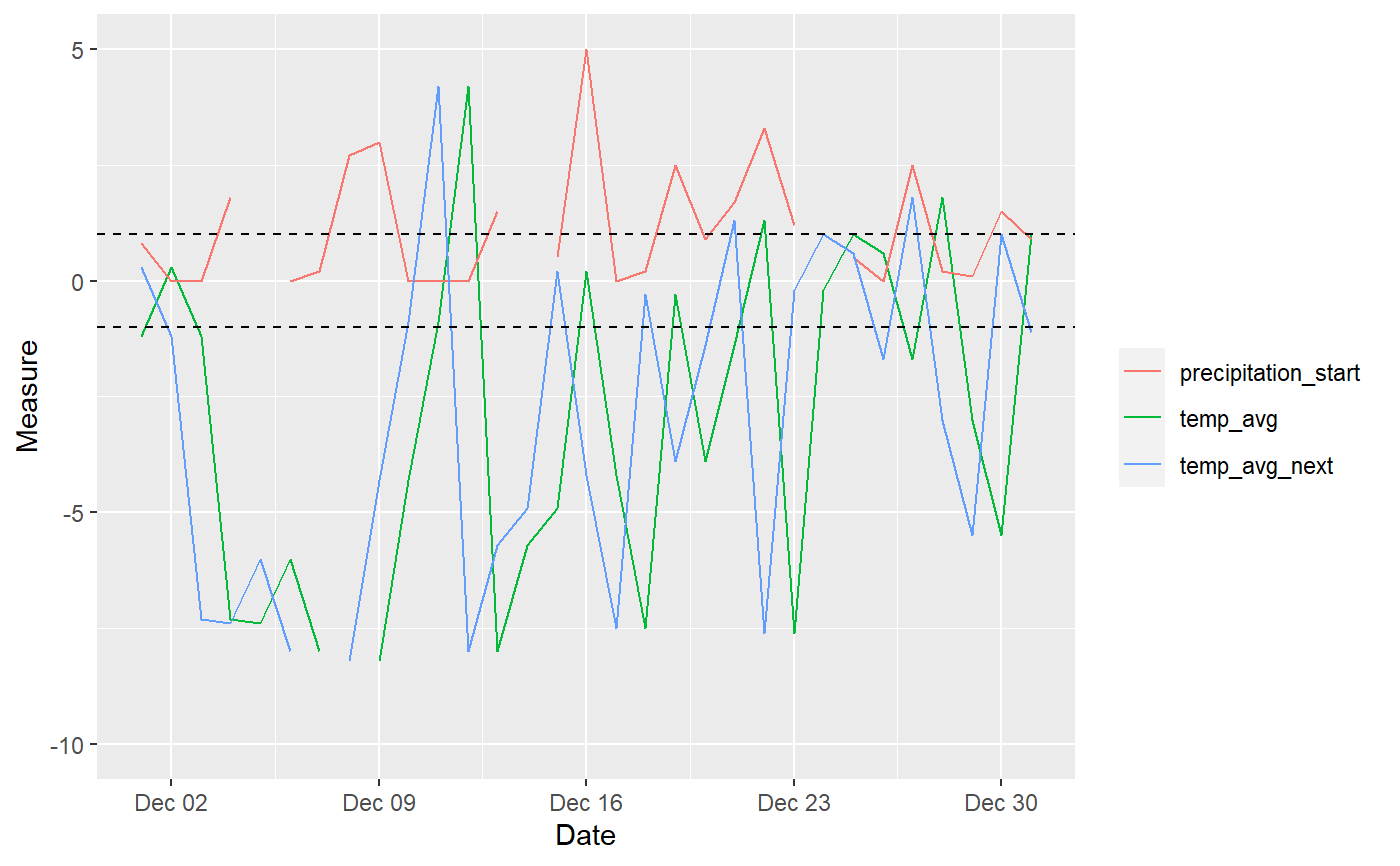 5
0
-5
-10
Measure
Dec 02
Dec 09
Dec 16
Dec 23
Dec 30
Date
precipitation_start
temp_avg
temp_avg_next